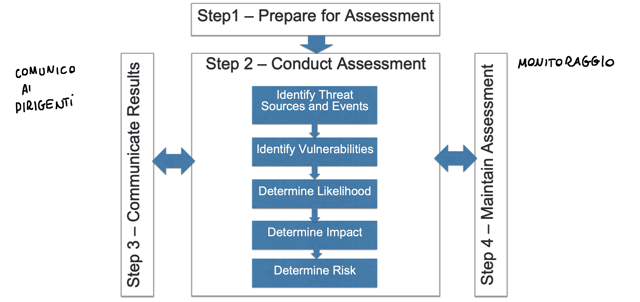 Step1 – Prepare for Assessment
COMUNICO
AI
DIRIGENTI
Step 3 – Communicate Results
Step 2 – Conduct Assessment
Identify Threat
Sources and Events
Identify Vulnerabilities
Determine Likelihood
Determine Impact
Determine Risk
Step 4 – Maintain Assessment
MONITORAGGIO